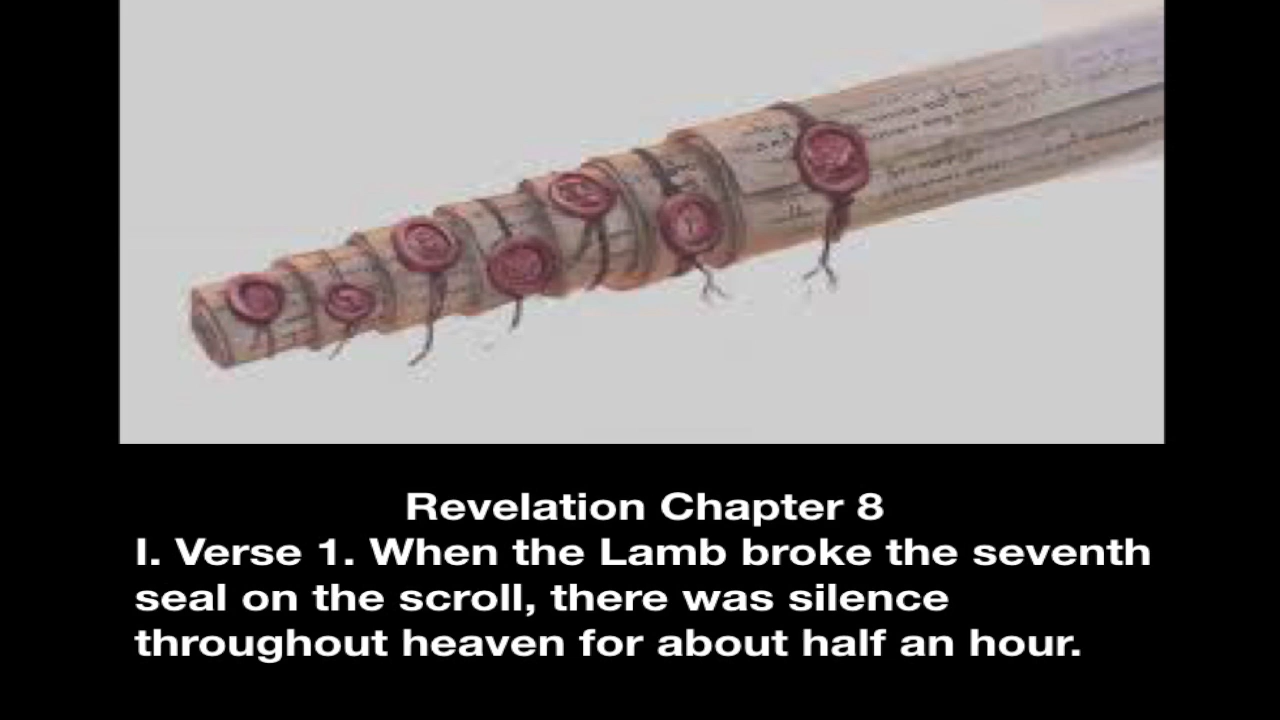 Revelation Chapter 8
I. Verse 1. When the Lamb broke the seventh
seal on the scroll, there was silence
throughout heaven for about half an hour.